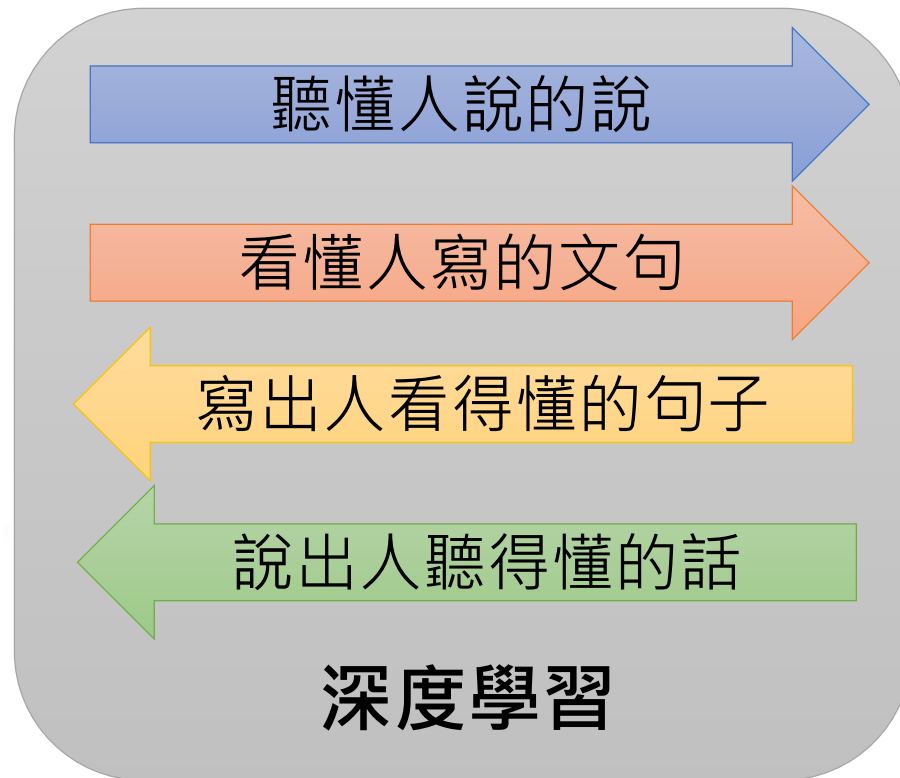 聽懂人說的說
看懂人寫的文句
寫出人看得懂的句子
說出人聽得懂的話
深度學習